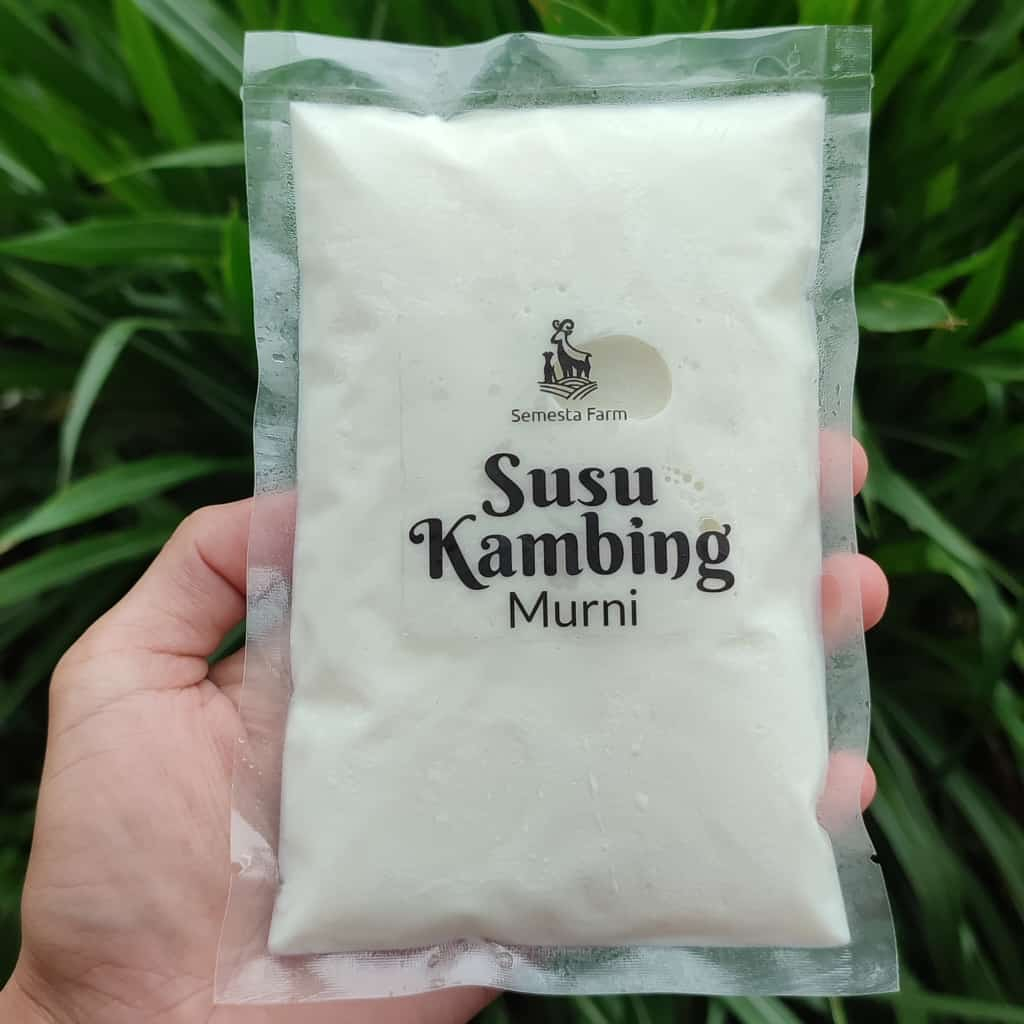 Semesta Farm
Susu
Kambing
Murni